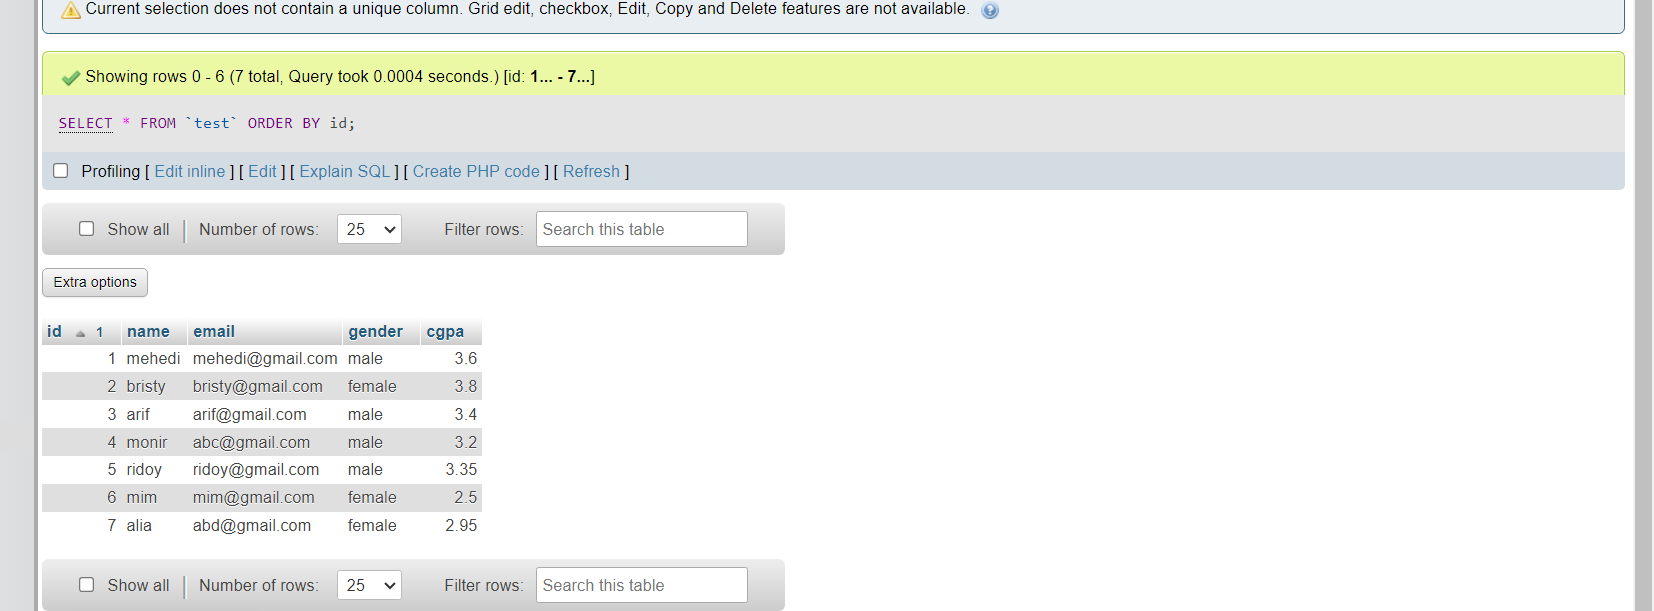 Current selection does not contain a unique column. Grid edit, checkbox, Edit, Copy and Delete features are not available.
Showing rows 0 - 6 (7 total, Query took 0.0004 seconds.) [id: 1... - 7...]
SELECT * FROM `test` ORDER BY id;
Profiling [ Edit inline ] [ Edit ] [ Explain SQL ] [ Create PHP code ] [ Refresh ]
Show all Number of rows: 25 Filter rows: Search this table
Extra options
id 1 name email gender cgpa
1 mehedi mehedi@gmail.com male 3.6
2 bristy bristy@gmail.com female 3.8
3 arif arif@gmail.com male 3.4
4 monir abc@gmail.com male 3.2
5 ridoy ridoy@gmail.com male 3.35
6 mim mim@gmail.com female 2.5
7 alia abd@gmail.com female 2.95
Show all Number of rows: 25 Filter rows: Search this table